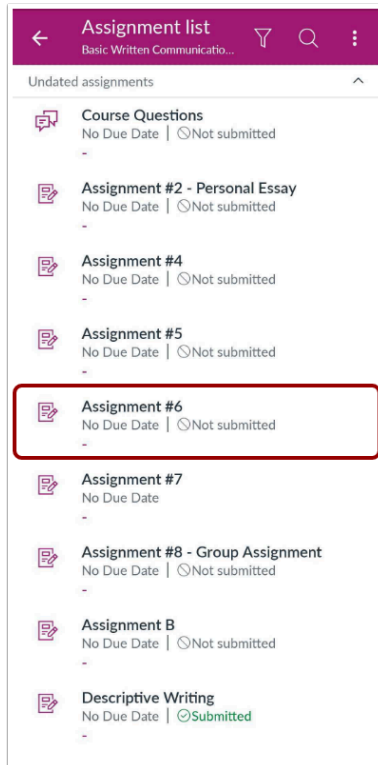 Assignment list
Basic Written Communicatio...
Undated assignments
Course Questions
No Due Date | Not submitted
-
Assignment #2 - Personal Essay
No Due Date | Not submitted
-
Assignment #4
No Due Date | Not submitted
-
Assignment #5
No Due Date | Not submitted
-
Assignment #6
No Due Date | Not submitted
-
Assignment #7
No Due Date
-
Assignment #8 - Group Assignment
No Due Date | Not submitted
-
Assignment B
No Due Date | Not submitted
-
Descriptive Writing
No Due Date | Submitted
-